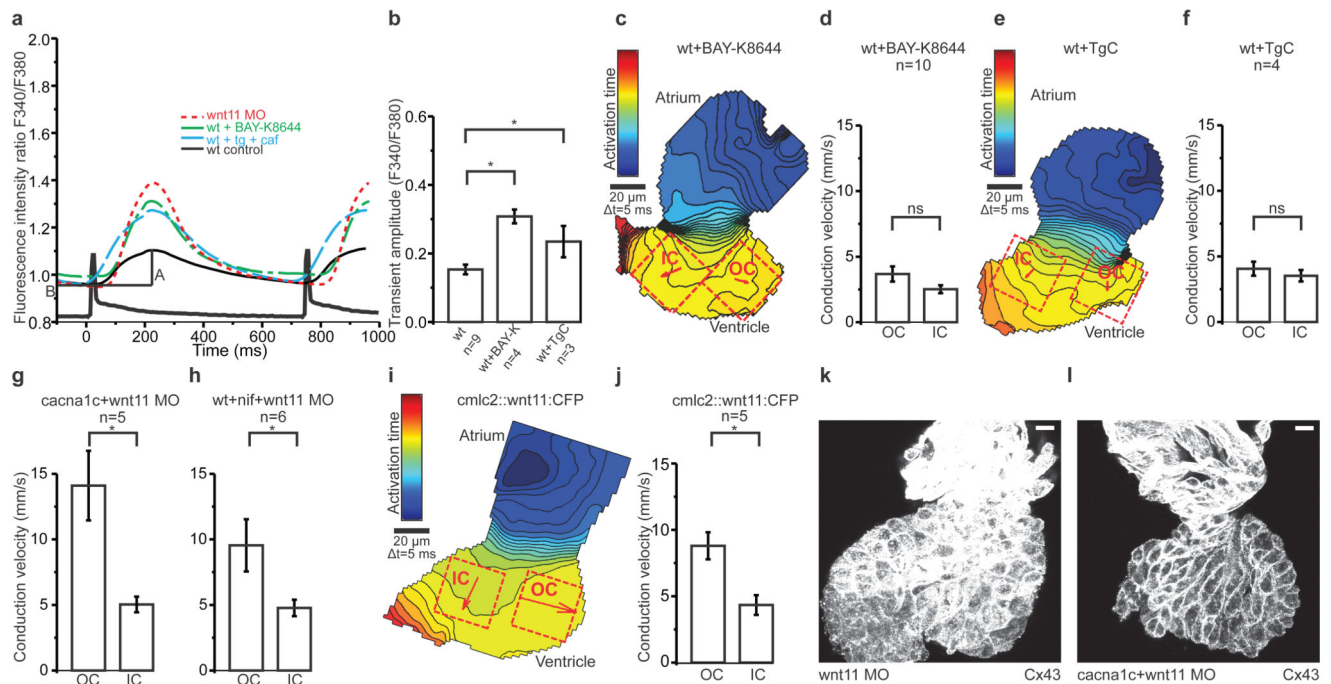 a
2.0
1.8
1.6
1.4
1.2
1.0
0.8
Fluorescence intensity ratio F340/F380
wnt11 MO
wt + BAY-K8644
wt + tg + caf
wt control
A
B
0 200 400 600 800 1000
Time (ms)
b
Transient amplitude (F340/F380)
0.6
0.4
0.2
0.0
*
*
wt
n=9
wt+BAY-K
n=4
wt+TgC
n=3
c
wt+BAY-K8644
Activation time
20 µm
Δt=5 ms
Atrium
IC
OC
Ventricle
d
wt+BAY-K8644
n=10
Conduction velocity (mm/s)
15
10
5
0
ns
OC IC
e
wt+TgC
Activation time
20 µm
Δt=5 ms
Atrium
IC
OC
Ventricle
f
wt+TgC
n=4
Conduction velocity (mm/s)
15
10
5
0
ns
OC IC
g
cacna1c+wnt11 MO
n=5
*
Conduction velocity (mm/s)
15
10
5
0
OC IC
h
wt+nif+wnt11 MO
n=6
*
15
10
5
0
OC IC
i
cmlc2::wnt11:CFP
Activation time
20 µm
Δt=5 ms
Atrium
IC
OC
Ventricle
j
cmlc2::wnt11:CFP
n=5
*
Conduction velocity (mm/s)
15
10
5
0
OC IC
k
wnt11 MO Cx43
l
cacna1c+wnt11 MO Cx43